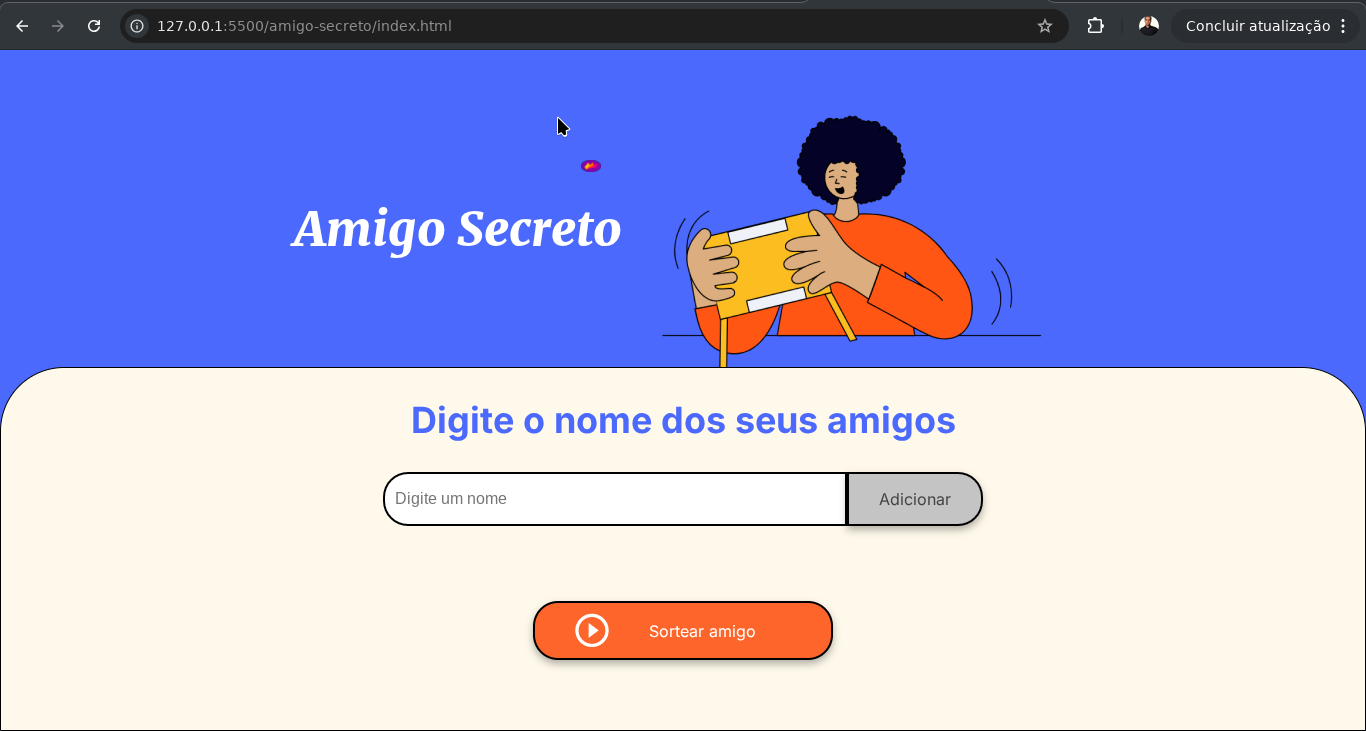 127.0.0.1:5500/amigo-secreto/index.html
Concluir atualização
Amigo Secreto
Digite o nome dos seus amigos
Digite um nome
Adicionar
Sortear amigo